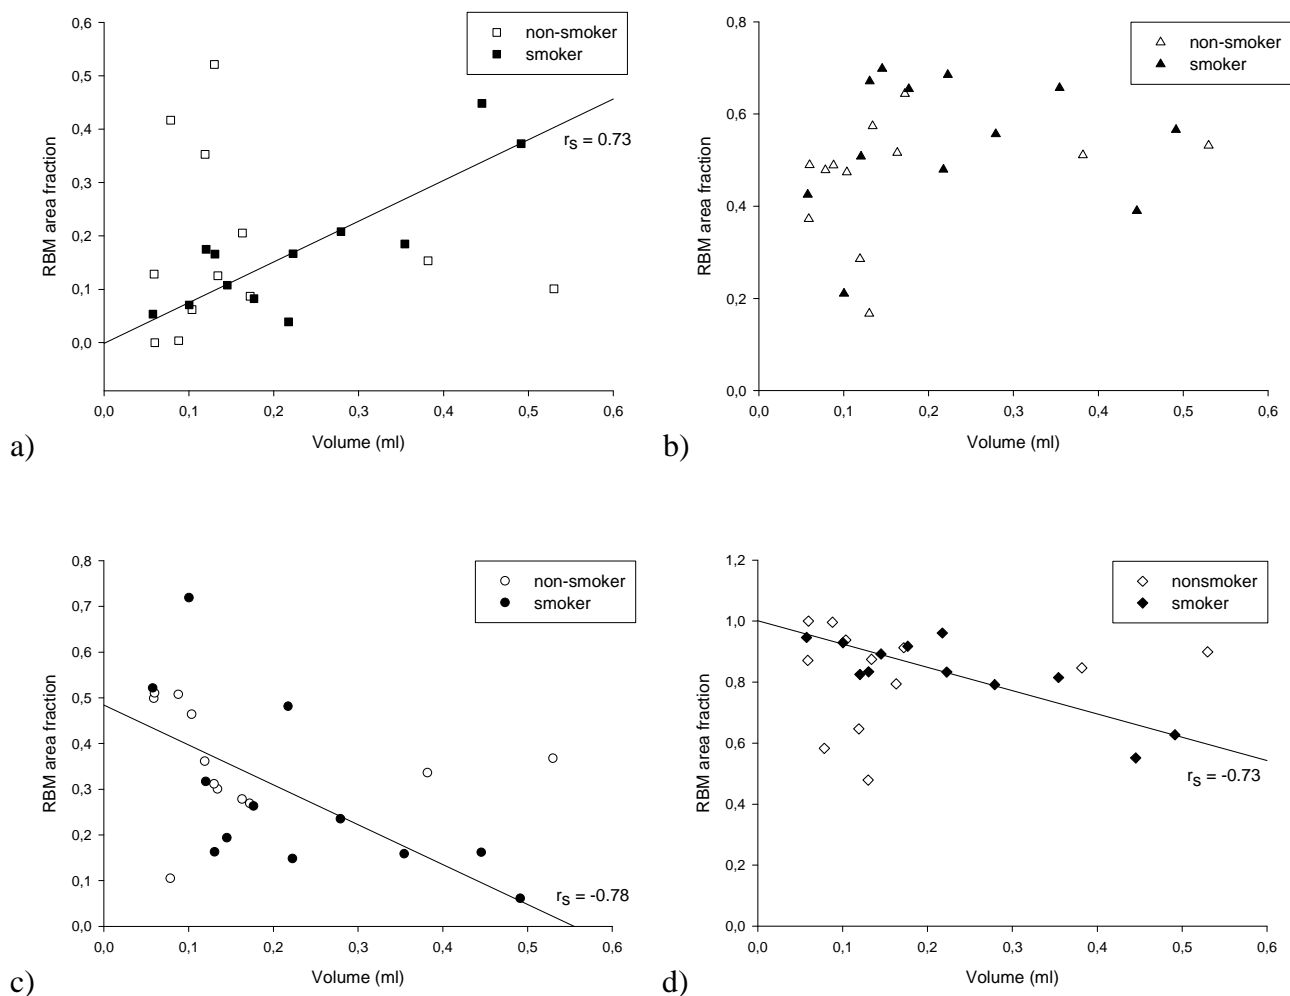 0,6
0,5
0,4
0,3
0,2
0,1
0,0
RBM area fraction
non-smoker
smoker
rS = 0.73
0,0 0,1 0,2 0,3 0,4 0,5 0,6
Volume (ml)
a)
0,8
0,6
0,4
0,2
0,0
RBM area fraction
non-smoker
smoker
0,0 0,1 0,2 0,3 0,4 0,5 0,6
Volume (ml)
b)
0,8
0,7
0,6
0,5
0,4
0,3
0,2
0,1
0,0
RBM area fraction
non-smoker
smoker
rS = -0.78
0,0 0,1 0,2 0,3 0,4 0,5 0,6
Volume (ml)
c)
1,2
1,0
0,8
0,6
0,4
0,2
0,0
RBM area fraction
nonsmoker
smoker
rS = -0.73
0,0 0,1 0,2 0,3 0,4 0,5 0,6
Volume (ml)
d)